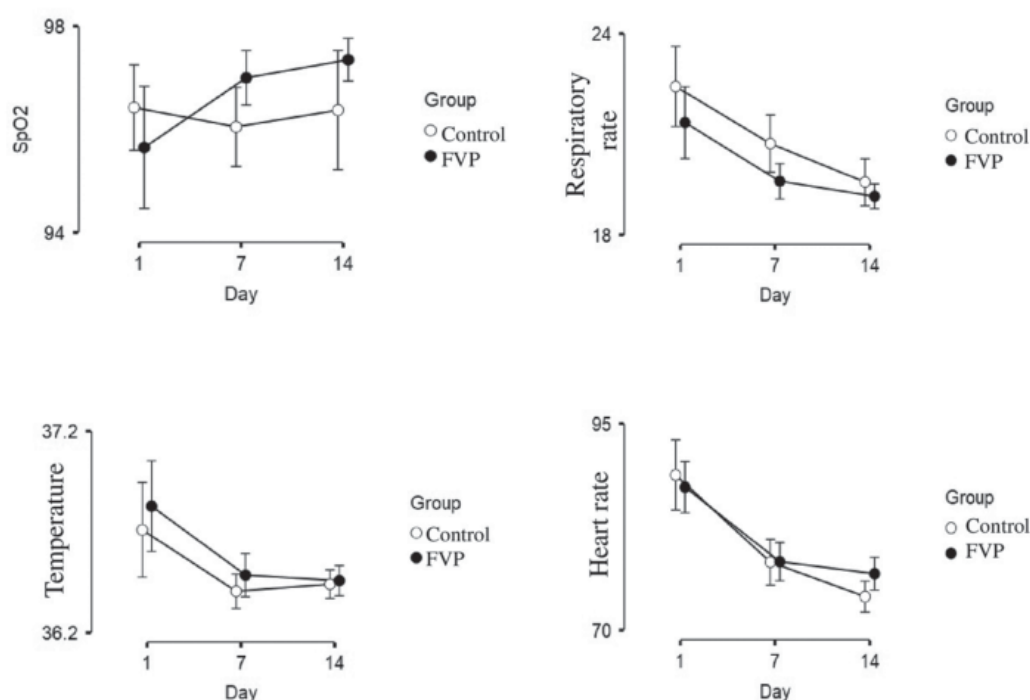 98
SpO2
94
1 7 14
Day
Group
Control
FVP
24
Respiratory
rate
18
1 7 14
Day
Group
Control
FVP
37.2
Temperature
36.2
1 7 14
Day
Group
Control
FVP
95
Heart rate
70
1 7 14
Day
Group
Control
FVP